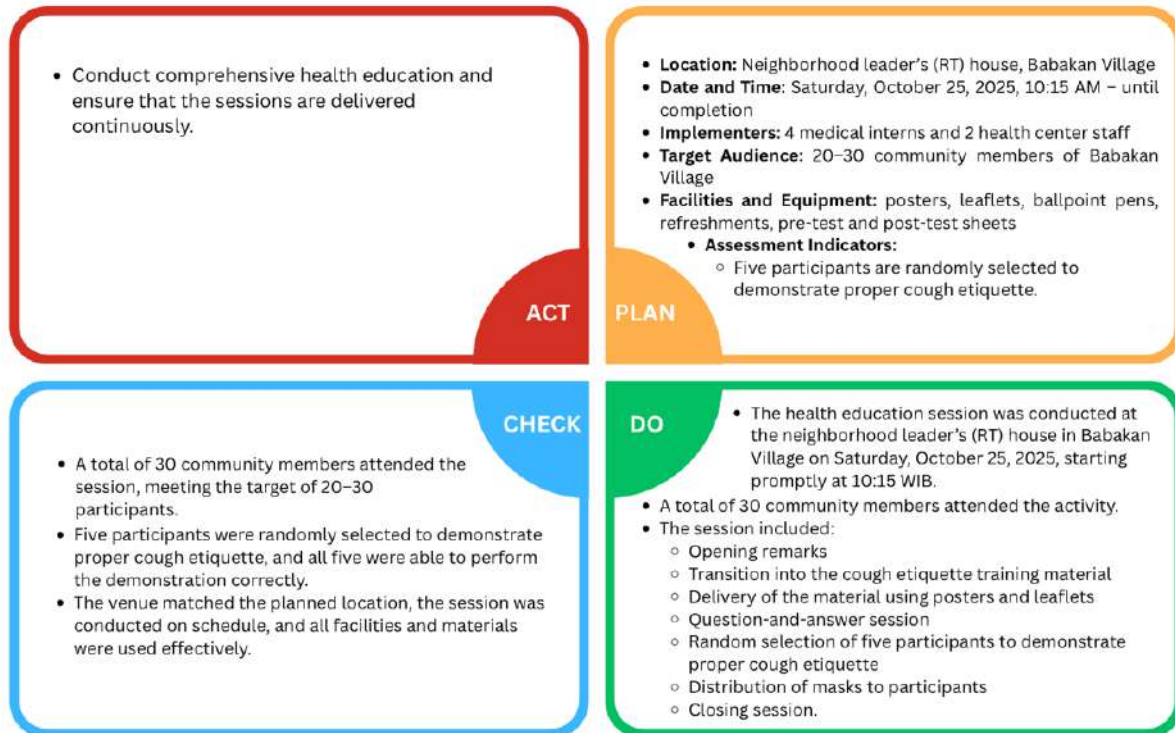 • Conduct comprehensive health education and
ensure that the sessions are delivered
continuously.
ACT
• Location: Neighborhood leader's (RT) house, Babakan Village
• Date and Time: Saturday, October 25, 2025, 10:15 AM – until
completion
• Implementers: 4 medical interns and 2 health center staff
• Target Audience: 20–30 community members of Babakan
Village
• Facilities and Equipment: posters, leaflets, ballpoint pens,
refreshments, pre-test and post-test sheets
• Assessment Indicators:
○ Five participants are randomly selected to
demonstrate proper cough etiquette.
PLAN
CHECK
• A total of 30 community members attended the
session, meeting the target of 20–30
participants.
• Five participants were randomly selected to demonstrate
proper cough etiquette, and all five were able to perform
the demonstration correctly.
• The venue matched the planned location, the session was
conducted on schedule, and all facilities and materials
were used effectively.
DO
• The health education session was conducted at
the neighborhood leader's (RT) house in Babakan
Village on Saturday, October 25, 2025, starting
promptly at 10:15 WIB.
• A total of 30 community members attended the activity.
• The session included:
○ Opening remarks
○ Transition into the cough etiquette training material
○ Delivery of the material using posters and leaflets
○ Question-and-answer session
○ Random selection of five participants to demonstrate
proper cough etiquette
○ Distribution of masks to participants
○ Closing session.